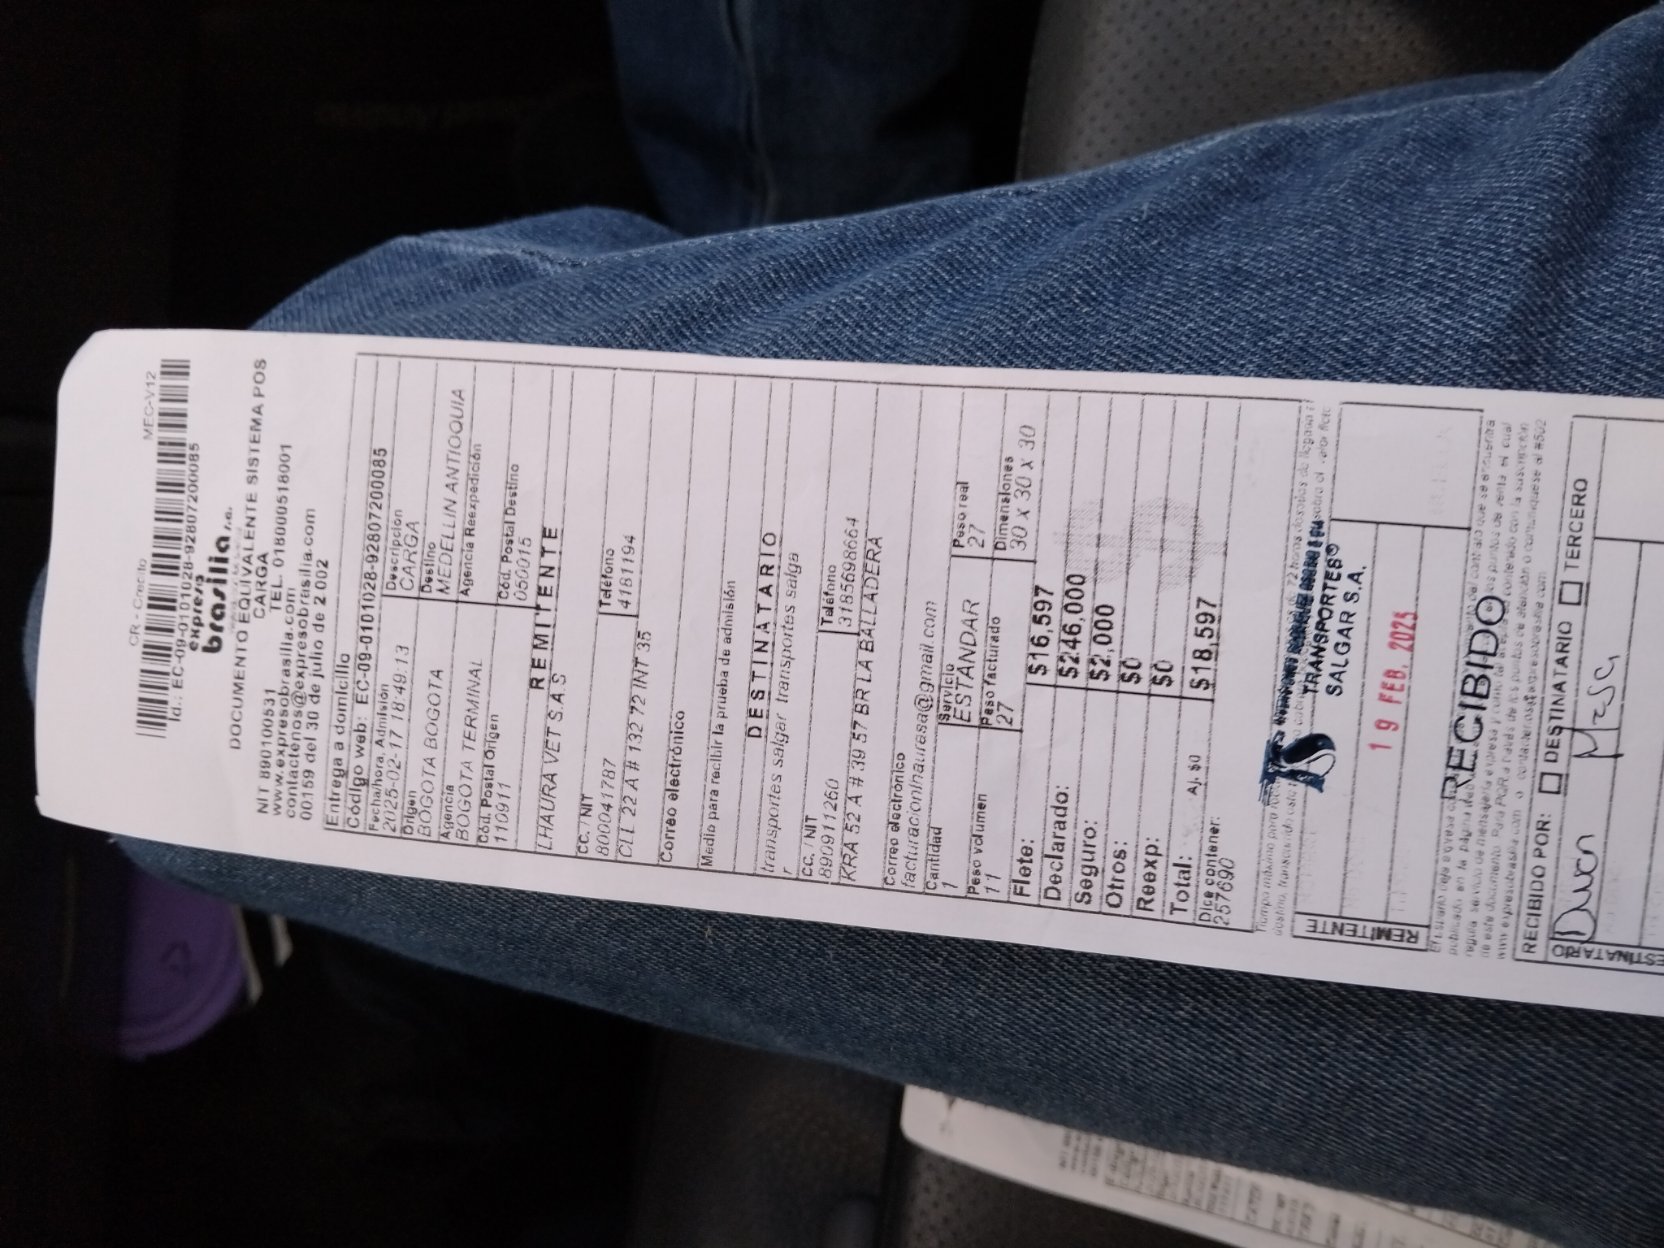 CR - Credito MEC-V12
Id.: EC-09-0101028-92807200085
expreso
brasilia s.a.
DOCUMENTO EQUIVALENTE SISTEMA POS
CARGA
NIT 890100531 TEL. 018000518001
www.expresobrasilia.com
contactenos@expresobrasilia.com
00159 del 30 de julio de 2002
Entrega a domicilio
Código web: EC-09-0101028-92807200085
Fecha/hora. Admisión Descripción
2025-02-17 18:49:13 CARGA
Origen Destino
BOGOTA BOGOTA MEDELLIN ANTIOQUIA
Agencia Agencia Reexpedición
BOGOTA TERMINAL
Cód. Postal Origen Cód. Postal Destino
110911 050015
REMITENTE
LHAURA VET S.A.S
Cc. / NIT Teléfono
800041787 4181194
CLL 22 A # 132 72 INT 35
Correo electrónico
Medio para recibir la prueba de admisión
DESTINATARIO
transportes salgar transportes salga
r
Cc. / NIT Teléfono
890911260 3185698664
KRA 52 A # 39 57 BR LA BALLADERA
Correo electrónico
facturacionlhaurasa@gmail.com
Cantidad Servicio Peso real
1 ESTANDAR 27
Peso volumen Peso facturado Dimensiones
11 27 30 x 30 x 30
Flete: $16,597
Declarado: $246,000
Seguro: $2,000
Otros: $0
Reexp: $0
Total: Aj. $0 $18,597
Dice contener:
257690
TRANSPORTES
SALGAR S.A.
19 FEB. 2025
RECIBIDO
REMITENTE
RECIBIDO POR: DESTINATARIO TERCERO